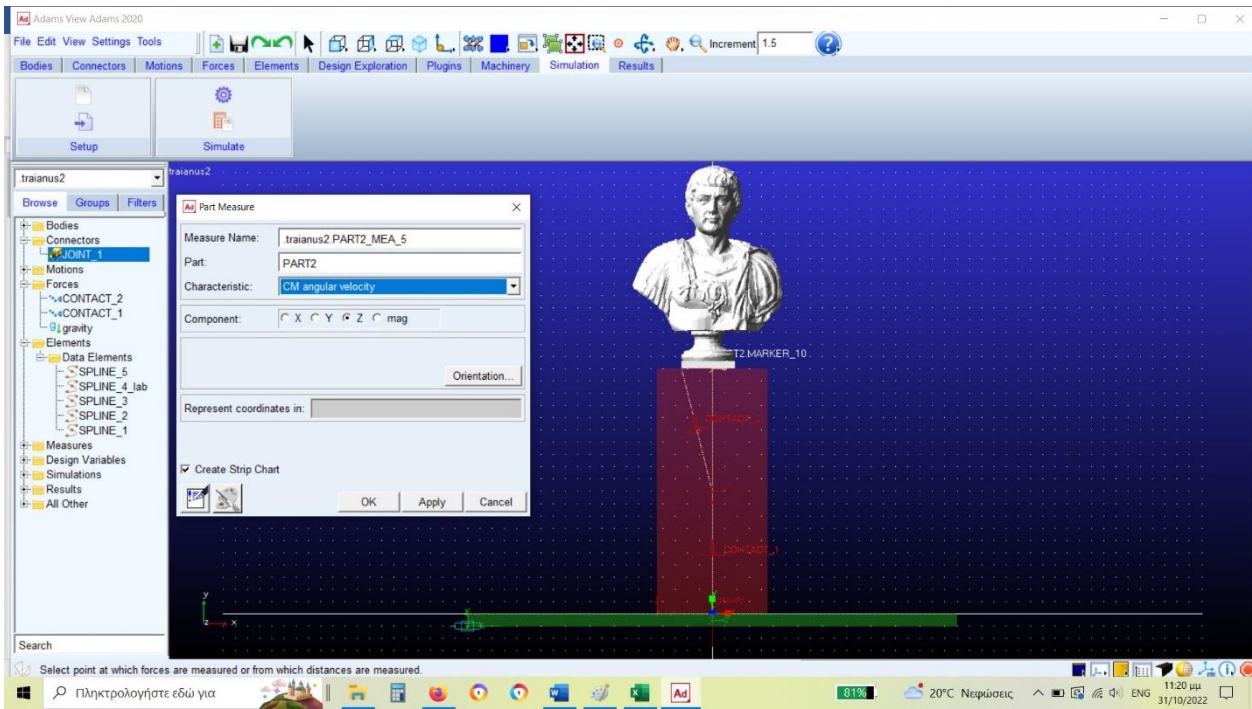 Ad Adams View Adams 2020
File Edit View Settings Tools
Increment 1.5
Bodies Connectors Motions Forces Elements Design Exploration Plugins Machinery Simulation Results
Setup Simulate
.traianus2
traianus2
Browse Groups Filters
Bodies
Connectors
JOINT_1
Motions
Forces
CONTACT_2
CONTACT_1
gravity
Elements
Data Elements
SPLINE_5
SPLINE_4_lab
SPLINE_3
SPLINE_2
SPLINE_1
Measures
Design Variables
Simulations
Results
All Other
Search
Ad Part Measure
Measure Name: .traianus2.PART2_MEA_5
Part: PART2
Characteristic: CM angular velocity
Component: X Y Z mag
Orientation...
Represent coordinates in:
Create Strip Chart
OK Apply Cancel
T2.MARKER_10
CONTACT_1
y
z x
Select point at which forces are measured or from which distances are measured.
Πληκτρολογήστε εδώ για
Ad
81%
20°C Νεφώσεις
ENG
11:20 μμ
31/10/2022